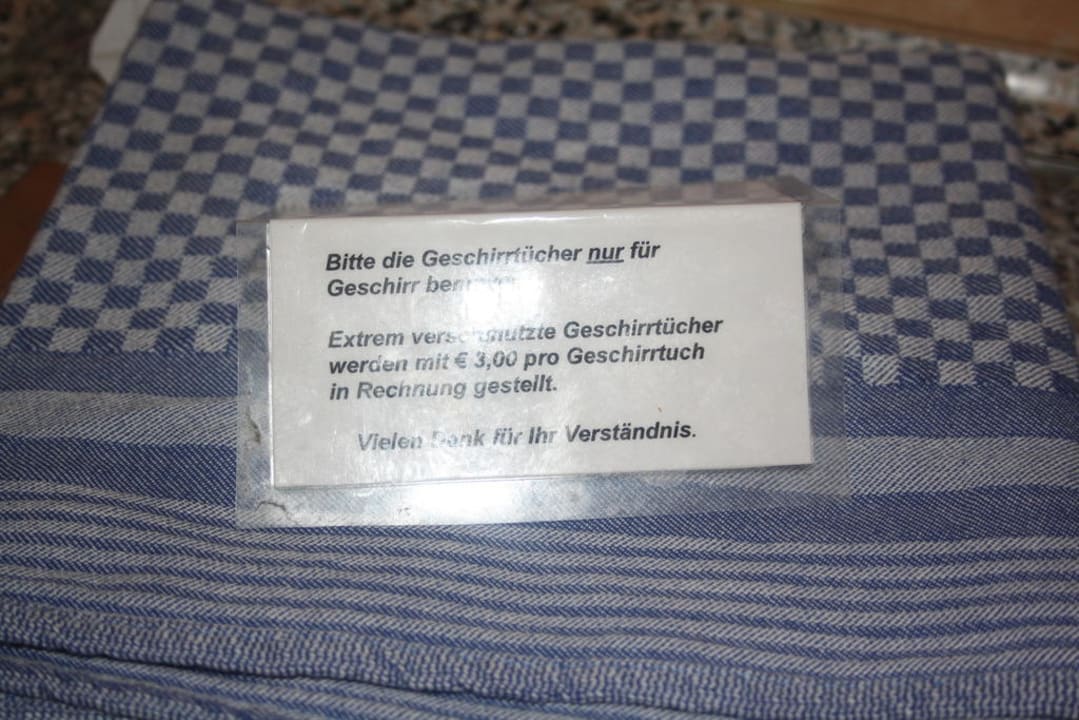 Bitte die Geschirrtücher nur für
Geschirr
Extrem verschmutzte Geschirrtücher
werden mit € 3,00 pro Geschirrtuch
in Rechnung gestellt.
Vielen Dank für Ihr Verständnis.